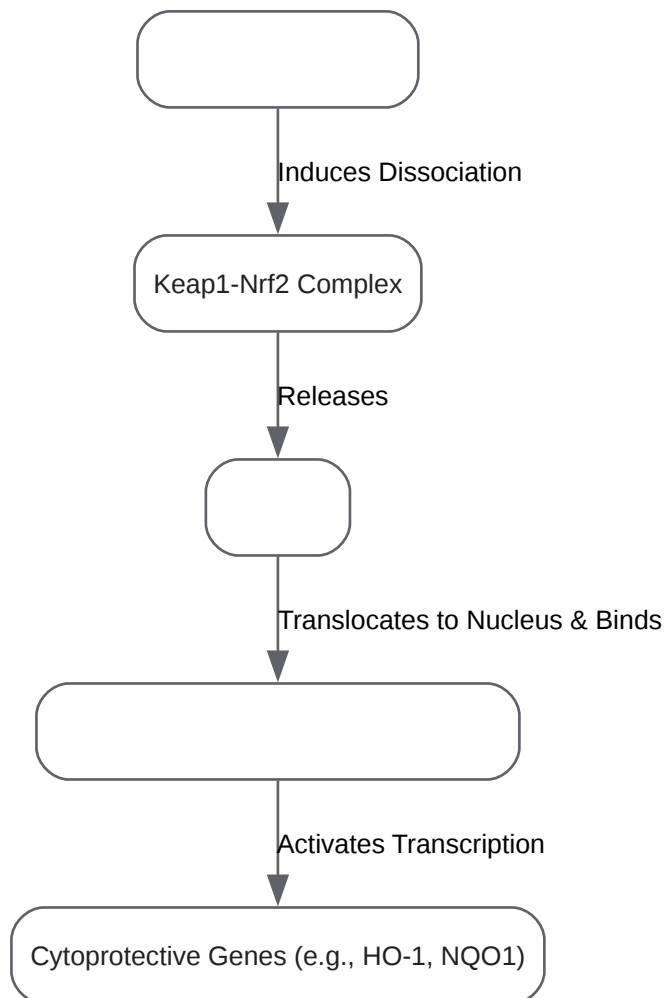 Induces Dissociation
Keap1-Nrf2 Complex
Releases
Translocates to Nucleus & Binds
Activates Transcription
Cytoprotective Genes (e.g., HO-1, NQO1)